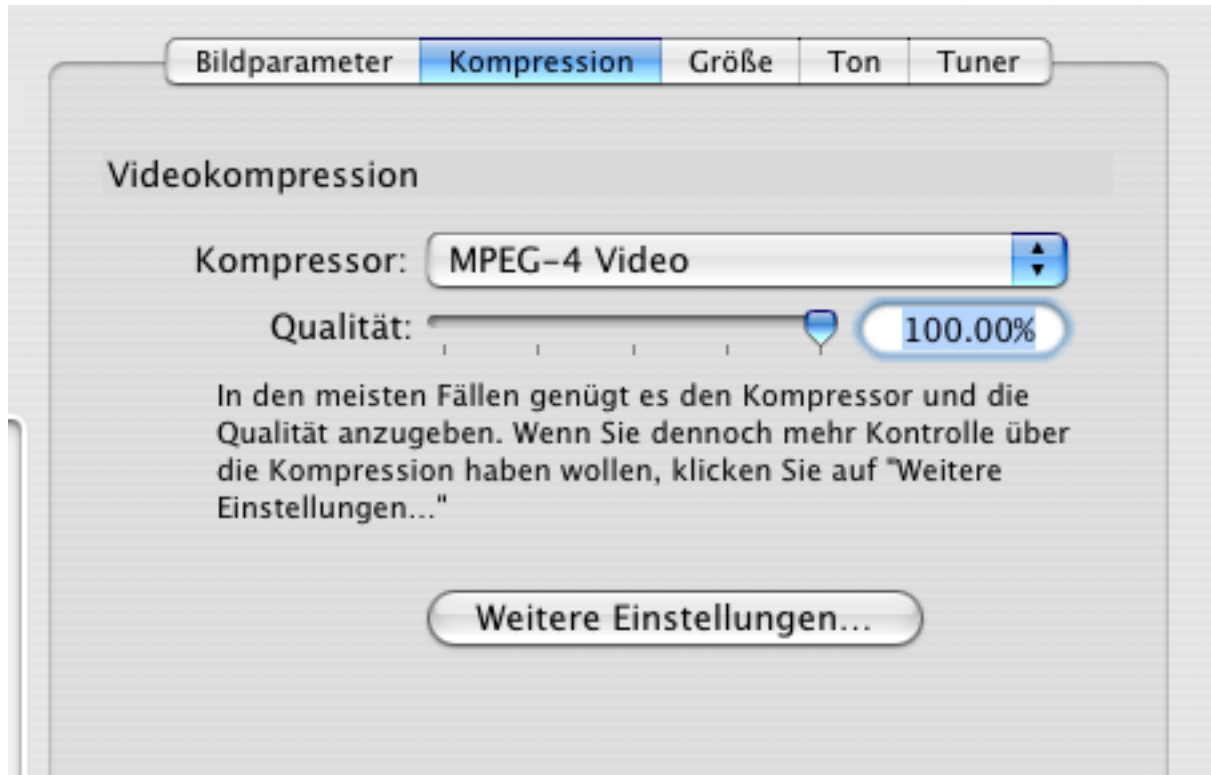 Bildparameter Kompression Größe Ton Tuner
Videokompression
Kompressor: MPEG-4 Video
Qualität: 100.00%
In den meisten Fällen genügt es den Kompressor und die
Qualität anzugeben. Wenn Sie dennoch mehr Kontrolle über
die Kompression haben wollen, klicken Sie auf "Weitere
Einstellungen..."
Weitere Einstellungen...